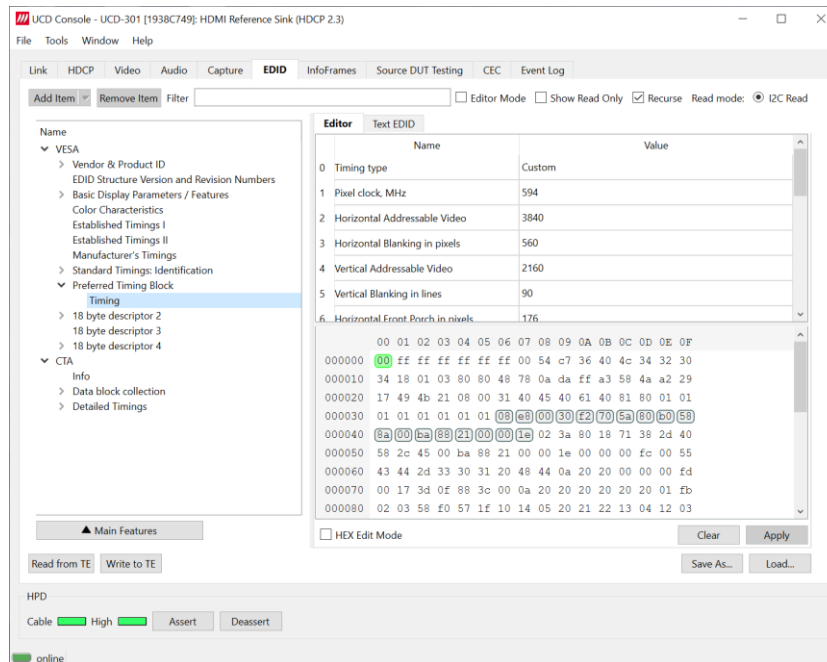 UCD Console - UCD-301 [1938C749]: HDMI Reference Sink (HDCP 2.3)
File Tools Window Help
Link HDCP Video Audio Capture EDID InfoFrames Source DUT Testing CEC Event Log
Add Item Remove Item Filter Editor Mode Show Read Only Recurse Read mode: I2C Read
Name
VESA
Vendor & Product ID
EDID Structure Version and Revision Numbers
Basic Display Parameters / Features
Color Characteristics
Established Timings I
Established Timings II
Manufacturer's Timings
Standard Timings: Identification
Preferred Timing Block
Timing
18 byte descriptor 2
18 byte descriptor 3
18 byte descriptor 4
CTA
Info
Data block collection
Detailed Timings
Main Features
Editor Text EDID
Name Value
0 Timing type Custom
1 Pixel clock, MHz 594
2 Horizontal Addressable Video 3840
3 Horizontal Blanking in pixels 560
4 Vertical Addressable Video 2160
5 Vertical Blanking in lines 90
6 Horizontal Front Porch in pixels 176
00 01 02 03 04 05 06 07 08 09 0A 0B 0C 0D 0E 0F
000000 00 ff ff ff ff ff ff 00 54 c7 36 40 4c 34 32 30
000010 34 18 01 03 80 80 48 78 0a da ff a3 58 4a a2 29
000020 17 49 4b 21 08 00 31 40 45 40 61 40 81 80 01 01
000030 01 01 01 01 01 01 08 e8 00 30 f2 70 5a 80 b0 58
000040 8a 00 ba 88 21 00 00 1e 02 3a 80 18 71 38 2d 40
000050 58 2c 45 00 ba 88 21 00 00 1e 00 00 00 fc 00 55
000060 43 44 2d 33 30 31 20 48 44 0a 20 20 00 00 00 fd
000070 00 17 3d 0f 88 3c 00 0a 20 20 20 20 20 20 01 fb
000080 02 03 58 f0 57 1f 10 14 05 20 21 22 13 04 12 03
HEX Edit Mode Clear Apply
Read from TE Write to TE Save As... Load...
HPD
Cable High Assert Deassert
online